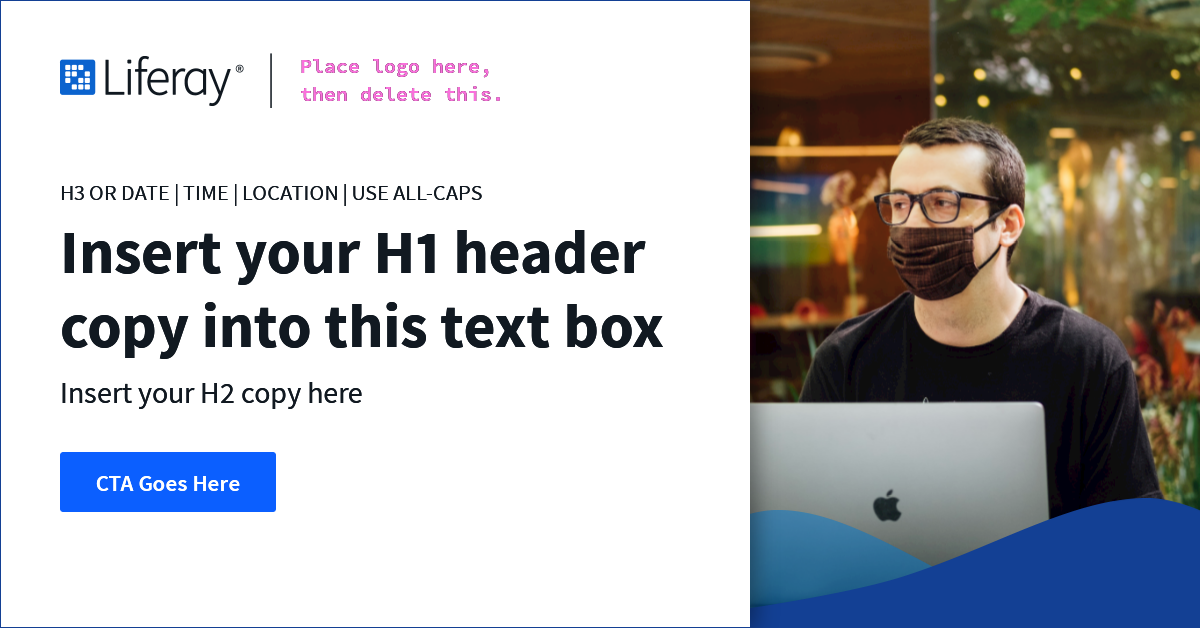 Liferay®
Place logo here,
then delete this.
H3 OR DATE | TIME | LOCATION | USE ALL-CAPS
Insert your H1 header
copy into this text box
Insert your H2 copy here
CTA Goes Here